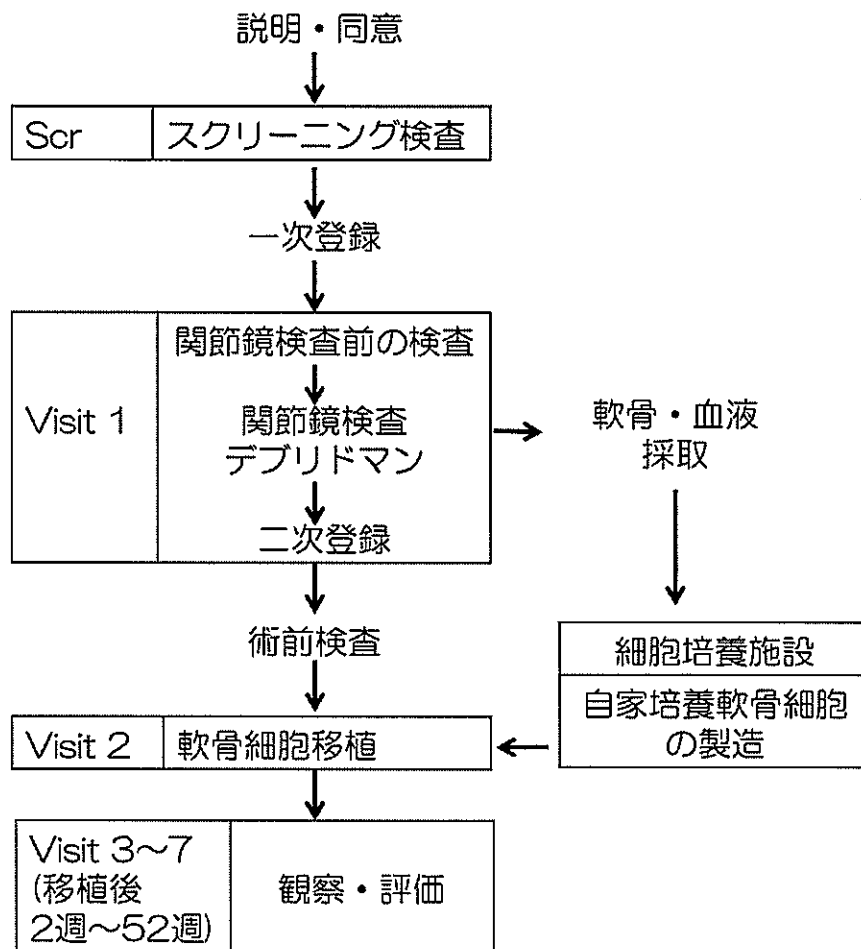 説明・同意
Scr
スクリーニング検査
一次登録
Visit 1
関節鏡検査前の検査
関節鏡検査
デブリドマン
二次登録
軟骨・血液
採取
術前検査
細胞培養施設
自家培養軟骨細胞
の製造
Visit 2
軟骨細胞移植
Visit 3～7
(移植後
2週～52週)
観察・評価